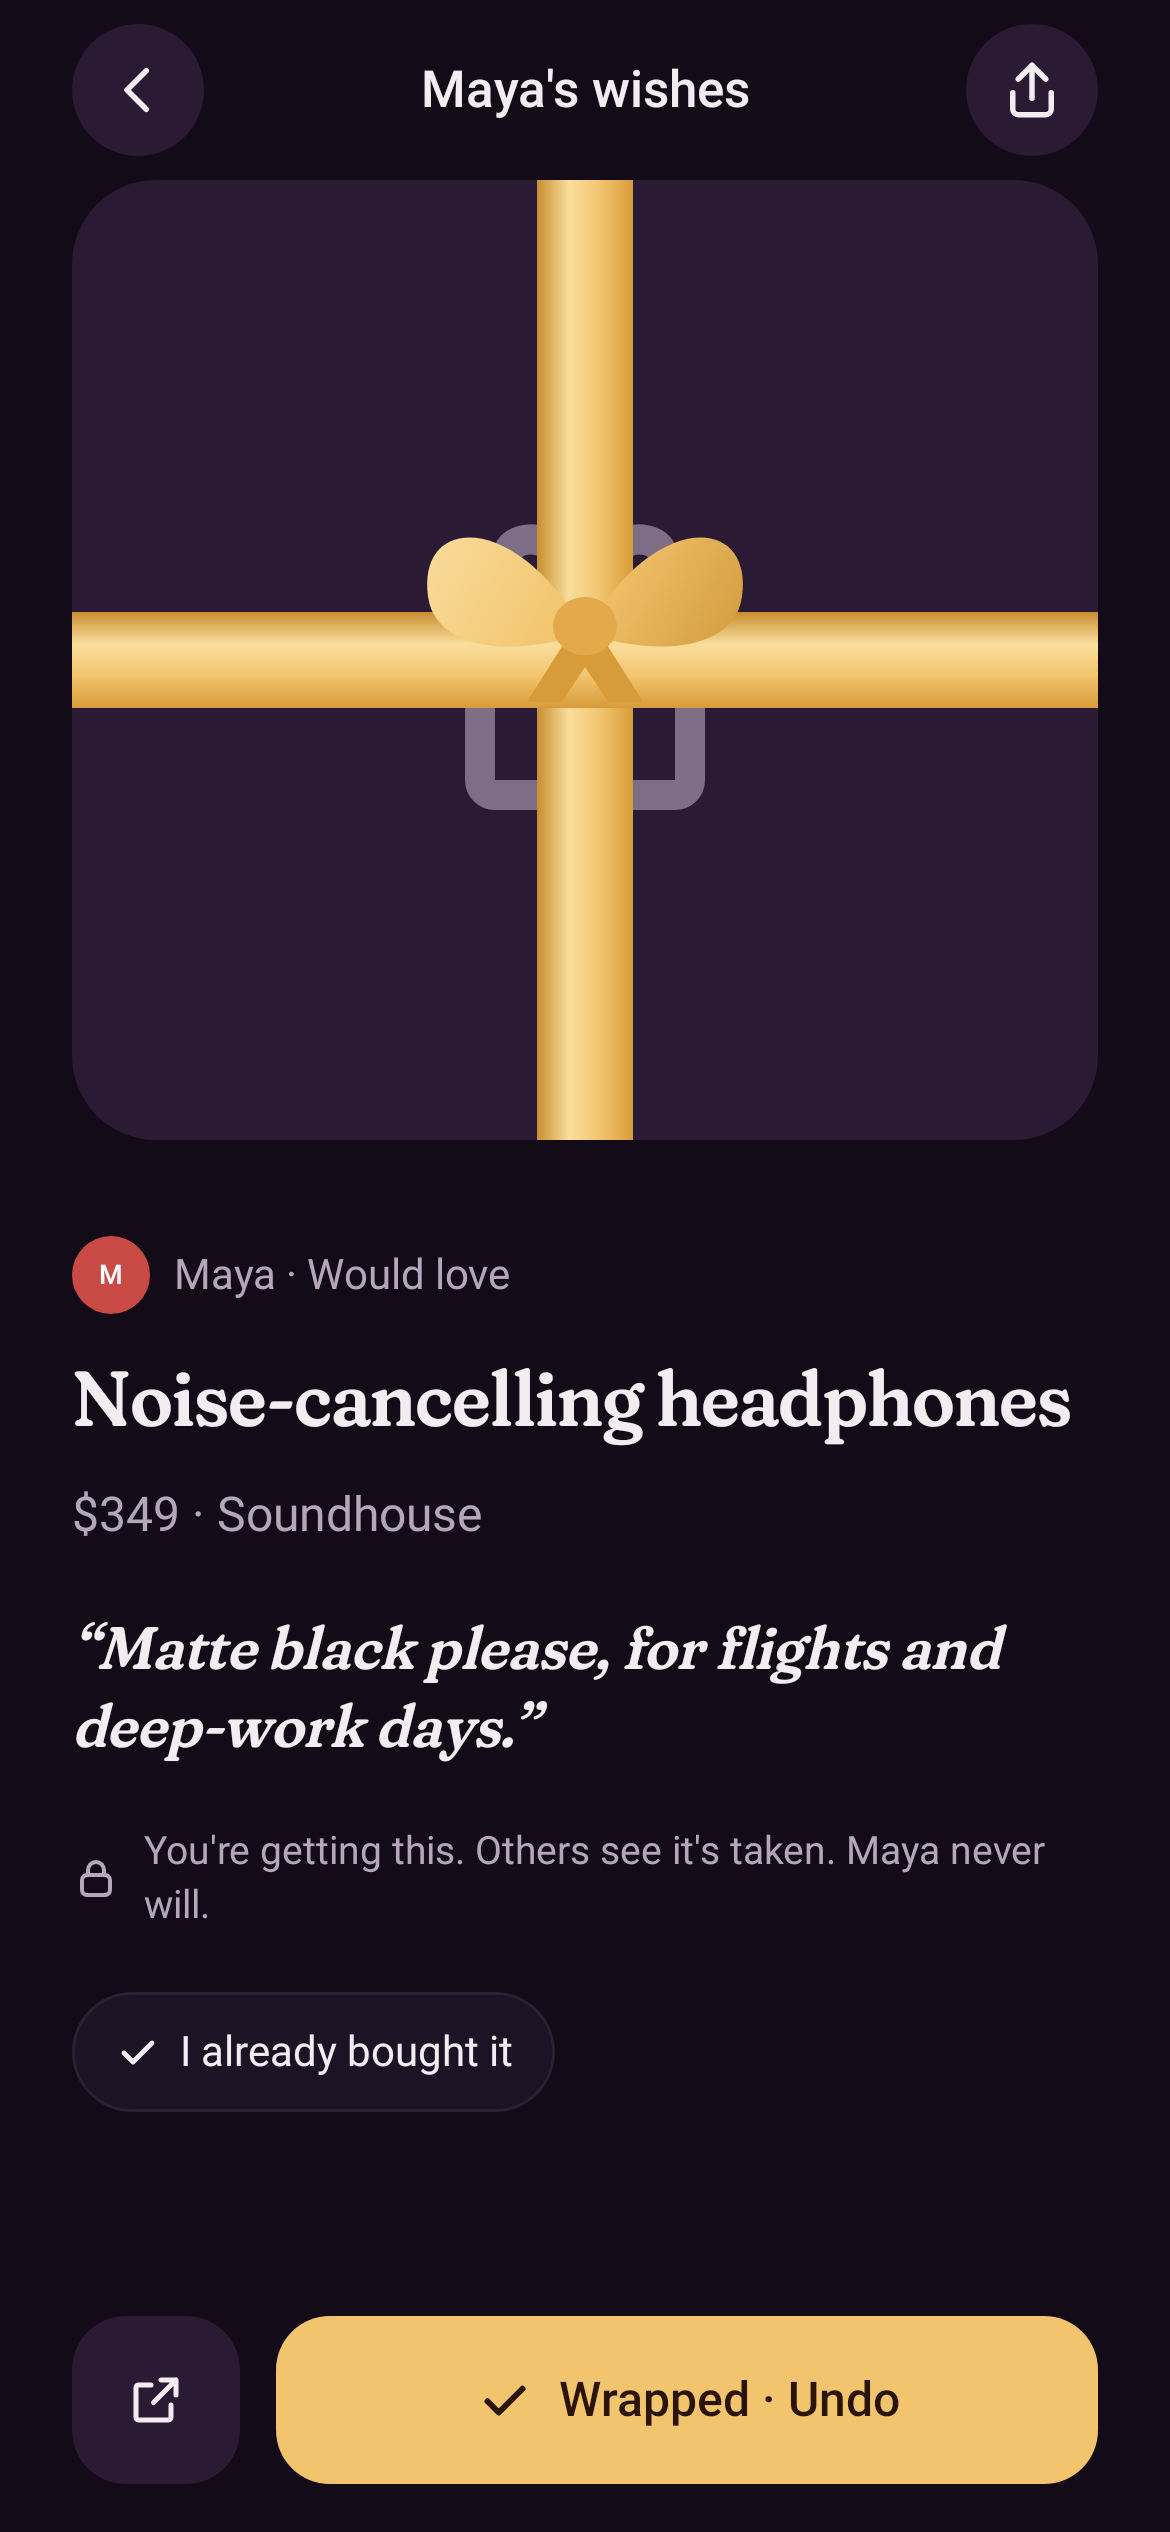 Maya's wishes
M
Maya · Would love
Noise-cancelling headphones
$349 · Soundhouse
“Matte black please, for flights and
deep-work days.”
You're getting this. Others see it's taken. Maya never
will.
I already bought it
Wrapped · Undo